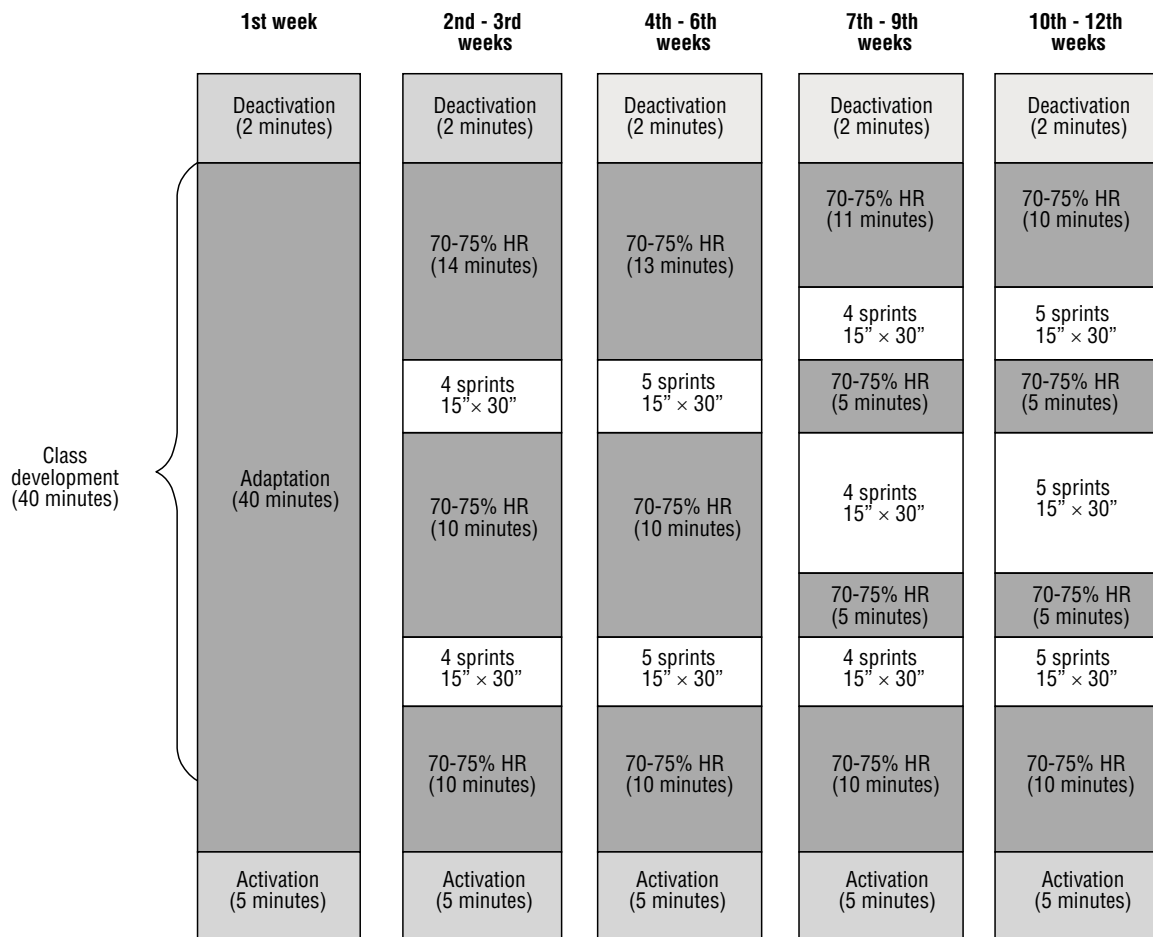 1st week
2nd - 3rd
weeks
4th - 6th
weeks
7th - 9th
weeks
10th - 12th
weeks
Class
development
(40 minutes)
Deactivation
(2 minutes)
Adaptation
(40 minutes)
Activation
(5 minutes)
Deactivation
(2 minutes)
70-75% HR
(14 minutes)
4 sprints
15”× 30”
70-75% HR
(10 minutes)
4 sprints
15” × 30”
70-75% HR
(10 minutes)
Activation
(5 minutes)
Deactivation
(2 minutes)
70-75% HR
(13 minutes)
5 sprints
15” × 30”
70-75% HR
(10 minutes)
5 sprints
15” × 30”
70-75% HR
(10 minutes)
Activation
(5 minutes)
Deactivation
(2 minutes)
70-75% HR
(11 minutes)
4 sprints
15” × 30”
70-75% HR
(5 minutes)
4 sprints
15” × 30”
70-75% HR
(5 minutes)
4 sprints
15” × 30”
70-75% HR
(10 minutes)
Activation
(5 minutes)
Deactivation
(2 minutes)
70-75% HR
(10 minutes)
5 sprints
15” × 30”
70-75% HR
(5 minutes)
5 sprints
15” × 30”
70-75% HR
(5 minutes)
5 sprints
15” × 30”
70-75% HR
(10 minutes)
Activation
(5 minutes)